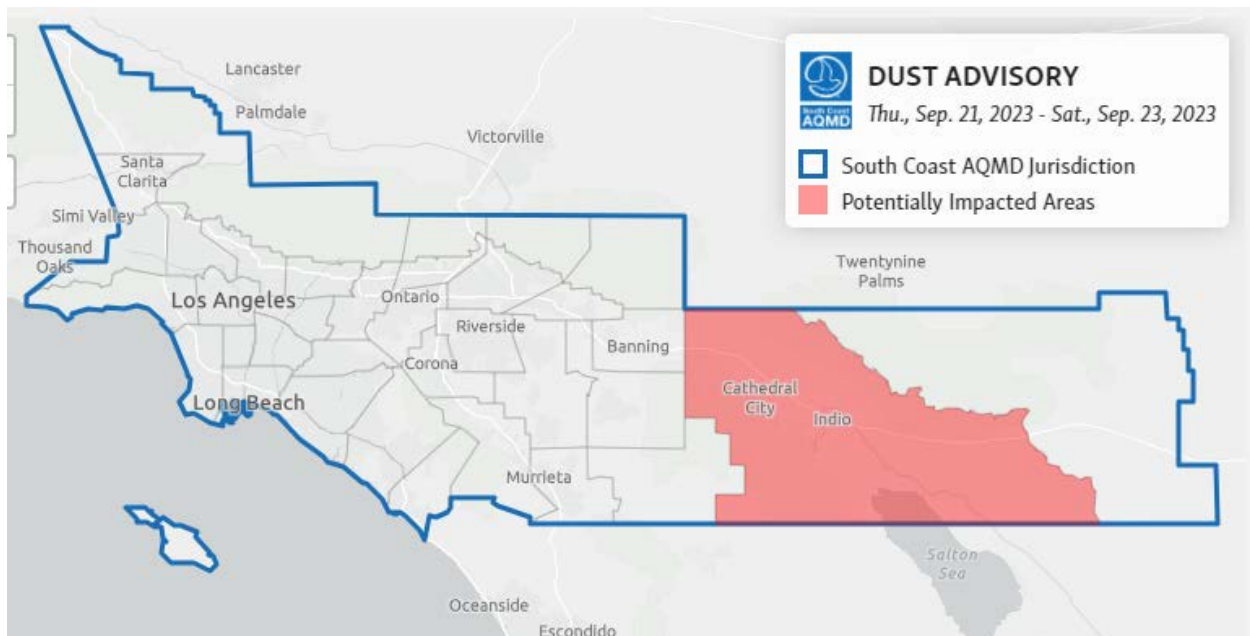 DUST ADVISORY
Thu., Sep. 21, 2023 - Sat., Sep. 23, 2023
South Coast
AQMD
South Coast AQMD Jurisdiction
Potentially Impacted Areas
Lancaster
Palmdale
Victorville
Santa
Clarita
Simi Valley
Thousand
Oaks
Twentynine
Palms
Los Angeles
Ontario
Riverside
Banning
Corona
Cathedral
City
Long Beach
Indio
Murrieta
Salton
Sea
Oceanside
Escondido